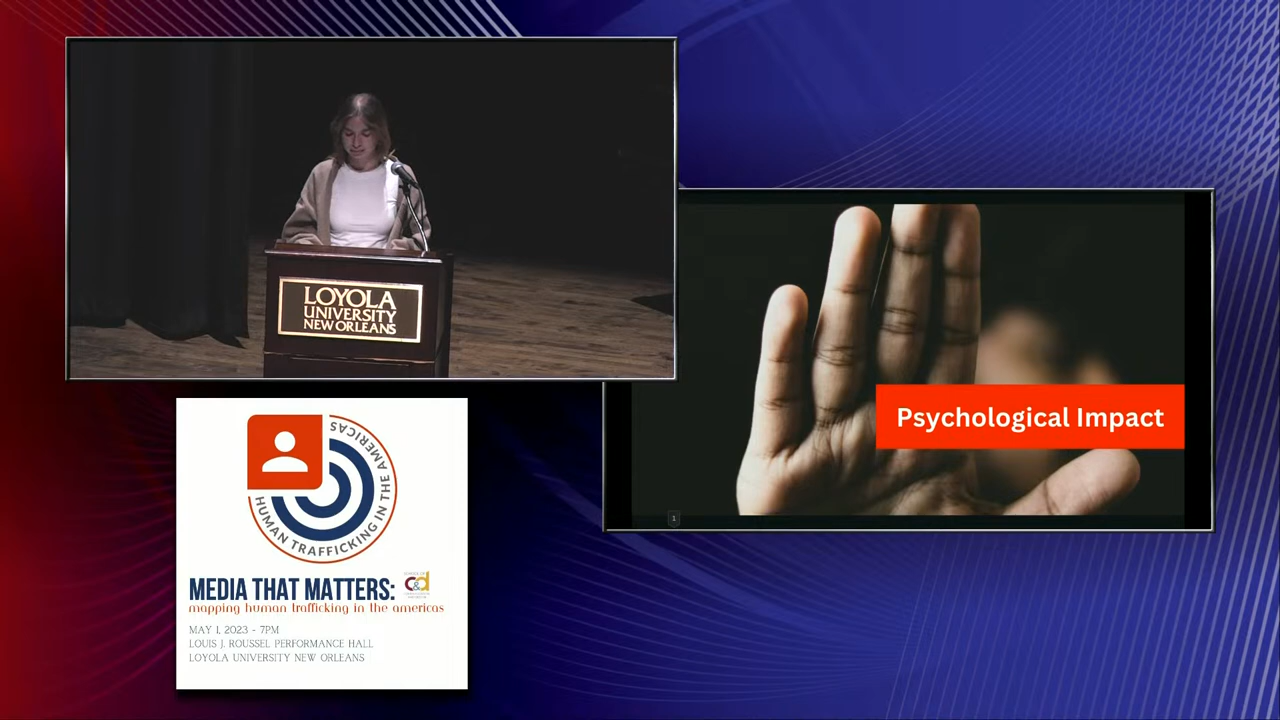 LOYOLA
UNIVERSITY
NEW ORLEANS
Psychological Impact
1
HUMAN TRAFFICKING IN THE AMERICAS
MEDIA THAT MATTERS:
c&d
mapping human trafficking in the americas
MAY 1, 2023 - 7PM
LOUIS J. ROUSSEL PERFORMANCE HALL
LOYOLA UNIVERSITY NEW ORLEANS